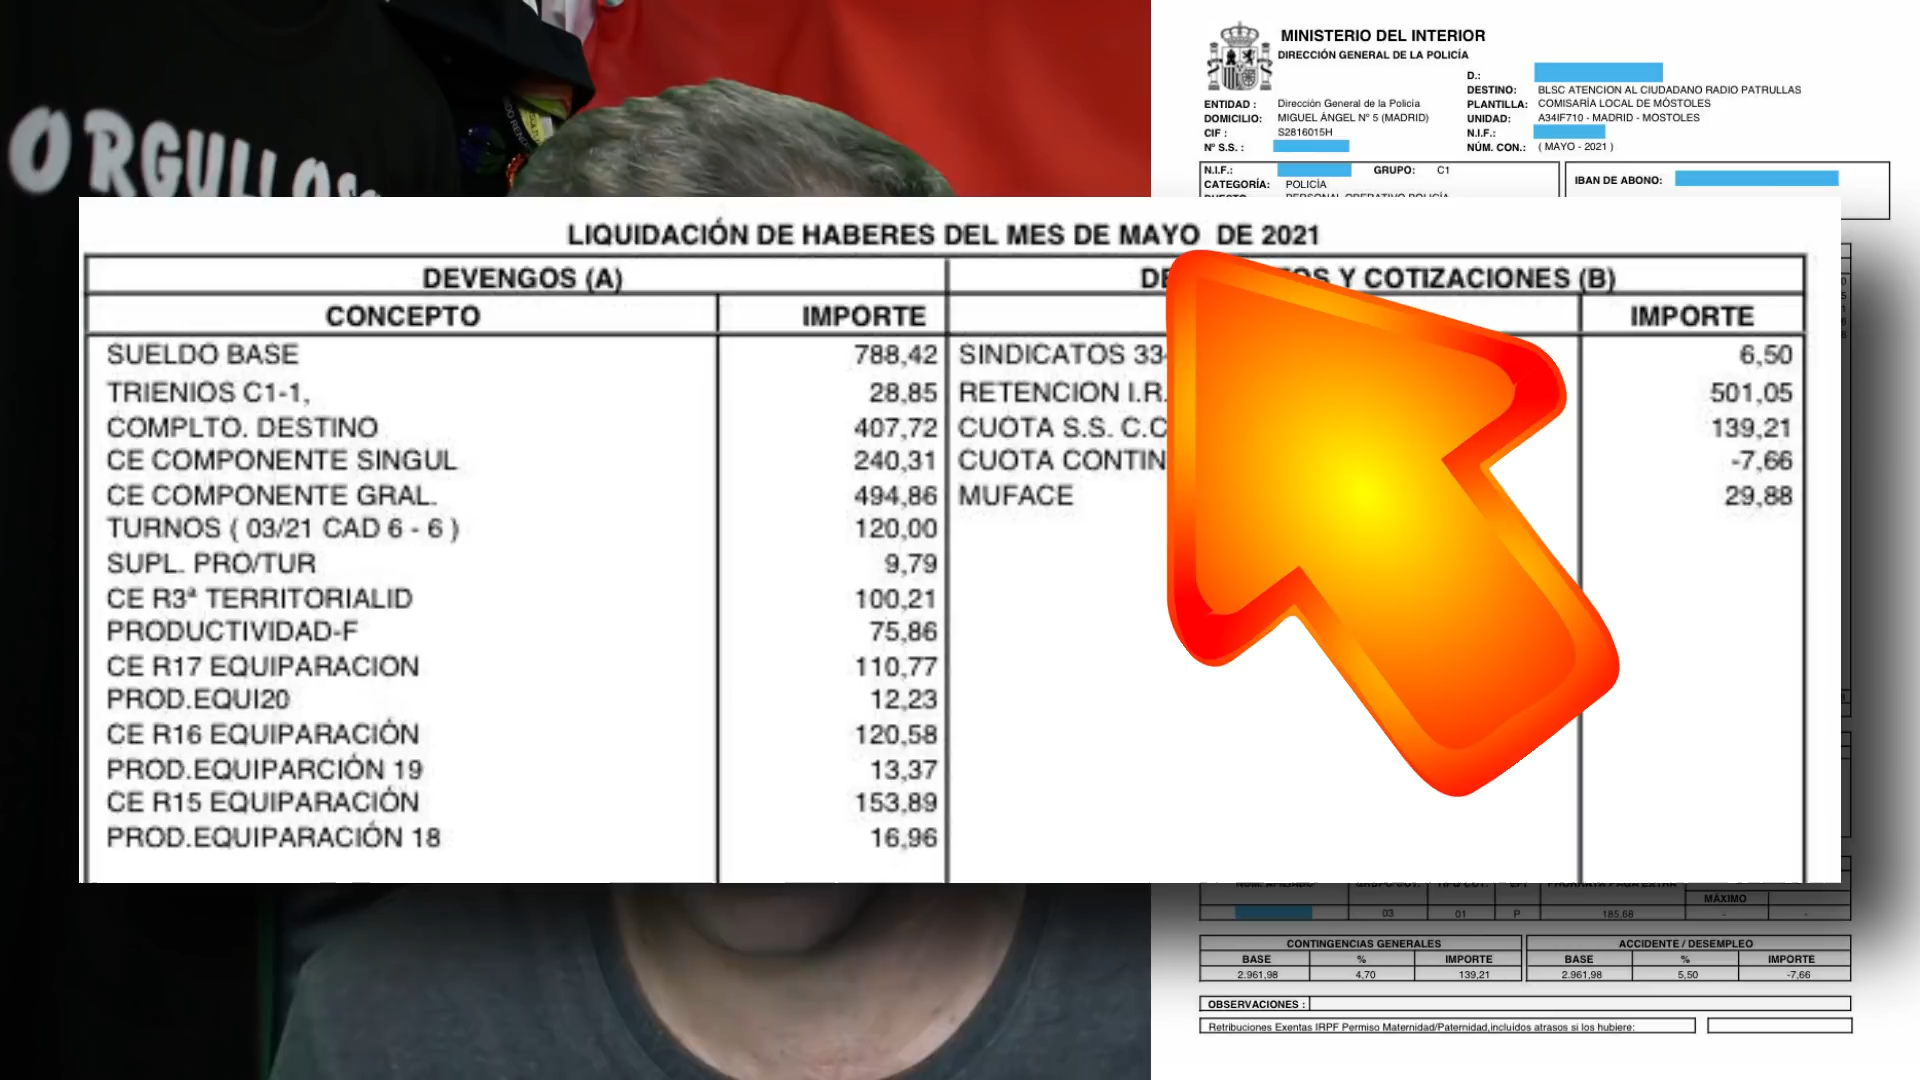 ORGULLOS
MINISTERIO DEL INTERIOR
DIRECCIÓN GENERAL DE LA POLICÍA
D.:
DESTINO: BLSC ATENCION AL CIUDADANO RADIO PATRULLAS
ENTIDAD : Dirección General de la Policía PLANTILLA: COMISARÍA LOCAL DE MÓSTOLES
DOMICILIO: MIGUEL ÁNGEL Nº 5 (MADRID) UNIDAD: A34IF710 - MADRID - MOSTOLES
CIF : S2816015H N.I.F.:
Nº S.S. : NÚM. CON.: ( MAYO - 2021 )
N.I.F.: GRUPO: C1
CATEGORÍA: POLICÍA
IBAN DE ABONO:
PERSONAL OPERATIVO POLICÍA
LIQUIDACIÓN DE HABERES DEL MES DE MAYO DE 2021
DEVENGOS (A) Y COTIZACIONES (B)
CONCEPTO IMPORTE IMPORTE
SUELDO BASE 788,42 SINDICATOS 6,50
TRIENIOS C1-1, 28,85 RETENCION I.R. 501,05
COMPLTO. DESTINO 407,72 CUOTA S.S. C.C 139,21
CE COMPONENTE SINGUL 240,31 CUOTA CONTIN -7,66
CE COMPONENTE GRAL. 494,86 MUFACE 29,88
TURNOS ( 03/21 CAD 6 - 6 ) 120,00
SUPL. PRO/TUR 9,79
CE R3ª TERRITORIALID 100,21
PRODUCTIVIDAD-F 75,86
CE R17 EQUIPARACION 110,77
PROD.EQUI20 12,23
CE R16 EQUIPARACIÓN 120,58
PROD.EQUIPARCIÓN 19 13,37
CE R15 EQUIPARACIÓN 153,89
PROD.EQUIPARACIÓN 18 16,96
MÁXIMO
03 01 P 185,68 - -
CONTINGENCIAS GENERALES ACCIDENTE / DESEMPLEO
BASE % IMPORTE BASE % IMPORTE
2.961,98 4,70 139,21 2.961,98 5,50 -7,66
OBSERVACIONES :
Retribuciones Exentas IRPF Permiso Maternidad/Paternidad,incluidos atrasos si los hubiere: